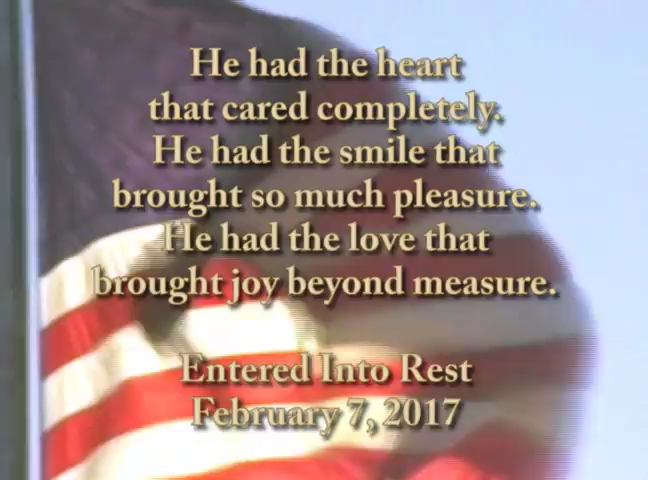 He had the heart
that cared completely.
He had the smile that
brought so much pleasure.
He had the love that
brought joy beyond measure.
Entered Into Rest
February 7, 2017